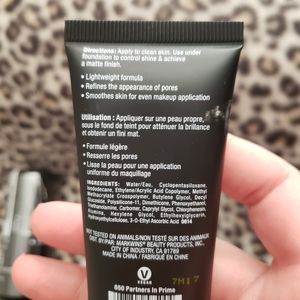 Directions: Apply to clean skin. Use under
foundation to control shine & achieve
a matte finish.
• Lightweight formula
• Refines the appearance of pores
• Smoothes skin for even makeup application
Utilisation : Appliquer sur une peau propre,
sous le fond de teint pour atténuer la brillance
et obtenir un fini mat.
• Formule légère
• Resserre les pores
• Lisse la peau pour une application
uniforme du maquillage
INGREDIENTS: Water/Eau, Cyclopentasiloxane,
Isododecane, Ethylene/Acrylic Acid Copolymer, Methyl
Methacrylate Crosspolymer, Butylene Glycol, Decyl
Glucoside, Polysilicone-11, Dimethicone, Phenoxyethanol,
Polysorbate, Carbomer, Caprylyl Glycol, Chlorphenesin,
Alumina, Hexylene Glycol, Ethylhexylglycerin,
3-O-Ethyl Ascorbic Acid 0814
NOT TESTED ON ANIMALS/NON TESTÉ SUR DES ANIMAUX
DIST. BY/PAR: MARKWINS® BEAUTY PRODUCTS, INC.,
CITY OF INDUSTRY, CA 91789
MADE IN CHINA / FABRIQUÉ EN CHINE
V
VEGAN
7M17
850 Partners In Prime